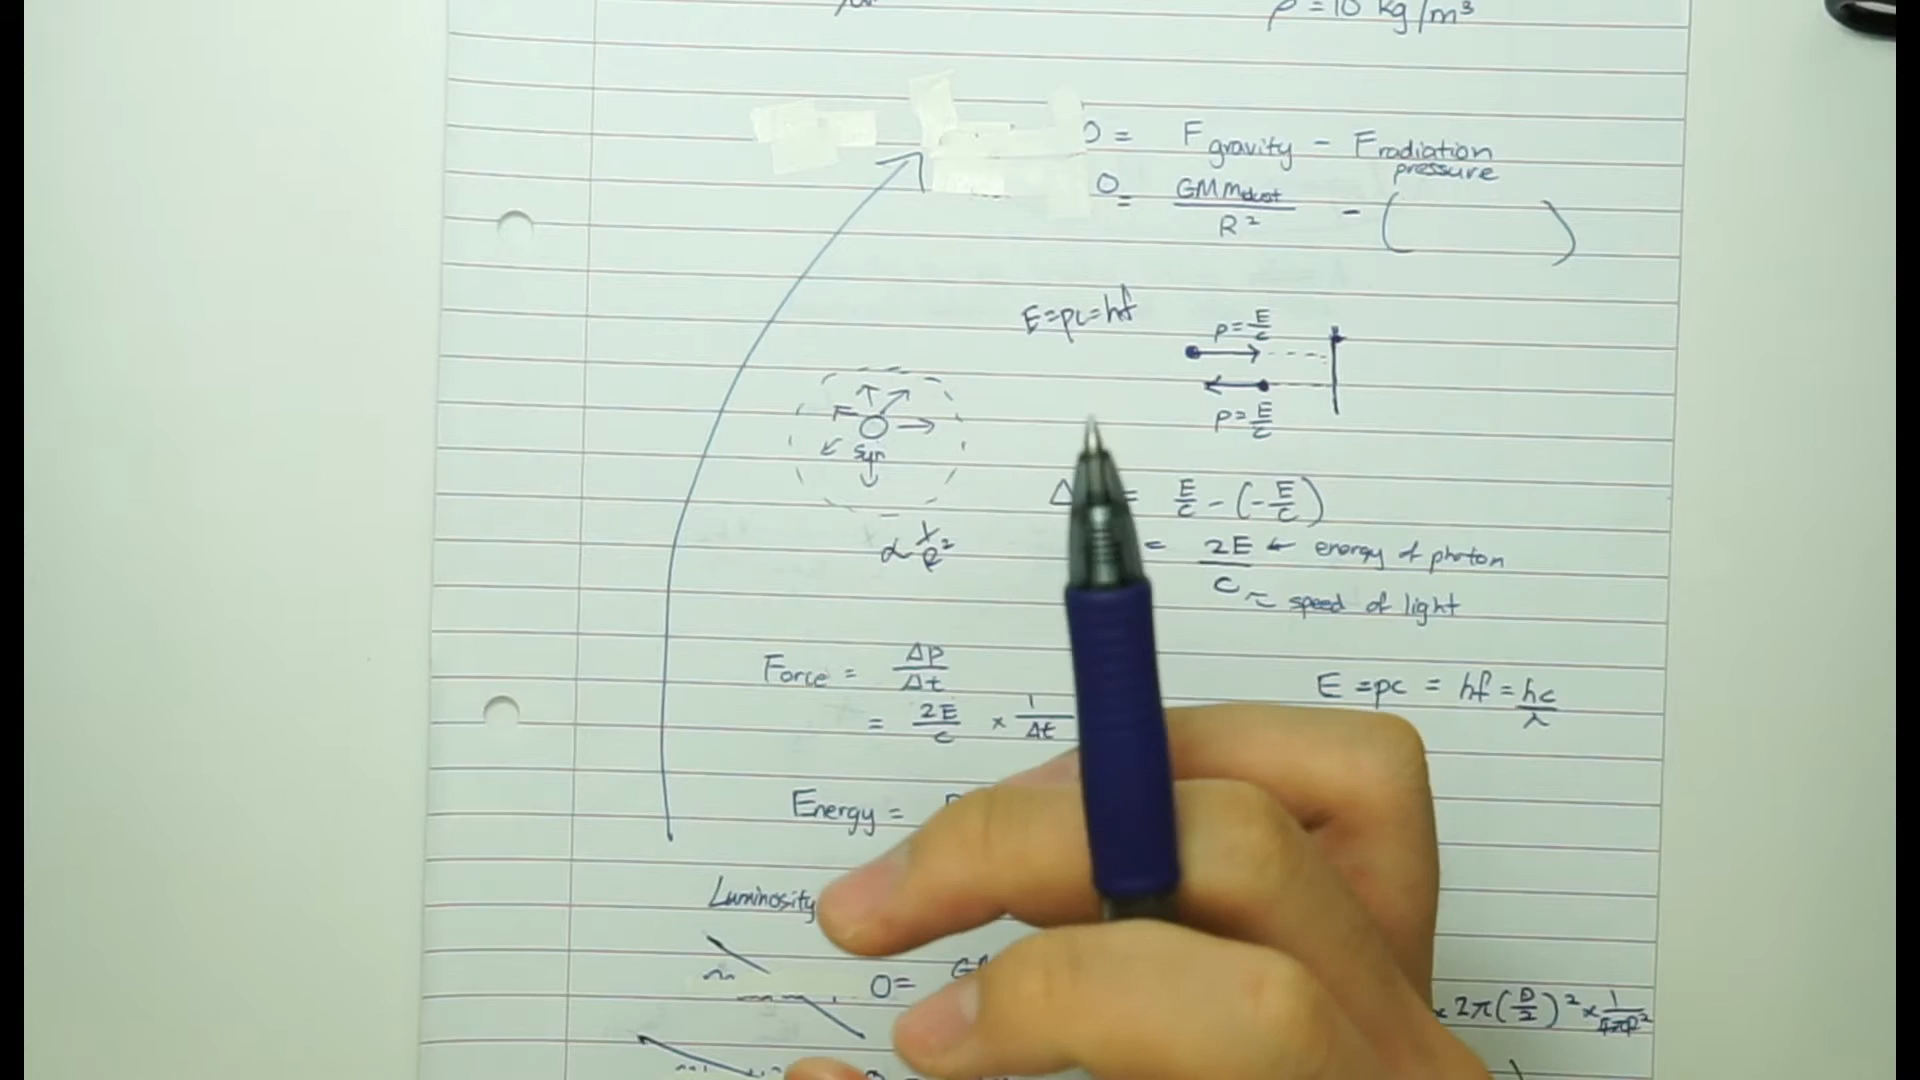 ρ = 10 kg/m³
0 = F gravity - F radiation pressure
0 = GMm dust / R² - ( )
E = pc = hf
p = E/c
p = E/c
Sun
∝ 1/R²
Δ = E/c - (-E/c)
= 2E/c ← energy of photon
~ speed of light
Force = Δp/Δt
= 2E/c × 1/Δt
E = pc = hf = hc/λ
Energy =
Luminosity
0 =
× 2π(D/2)² × 1/4πR²